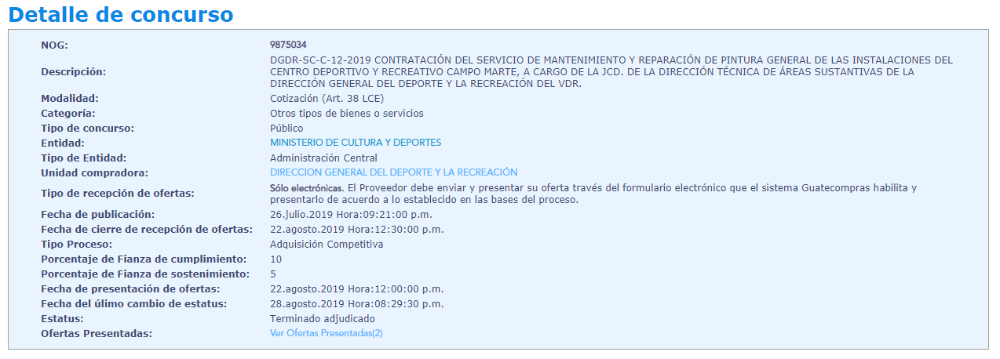 Detalle de concurso
NOG: 9875034
DGDR-SC-C-12-2019 CONTRATACIÓN DEL SERVICIO DE MANTENIMIENTO Y REPARACIÓN DE PINTURA GENERAL DE LAS INSTALACIONES DEL
Descripción: CENTRO DEPORTIVO Y RECREATIVO CAMPO MARTE, A CARGO DE LA JCD. DE LA DIRECCIÓN TÉCNICA DE ÁREAS SUSTANTIVAS DE LA
DIRECCIÓN GENERAL DEL DEPORTE Y LA RECREACIÓN DEL VDR.
Modalidad: Cotización (Art. 38 LCE)
Categoría: Otros tipos de bienes o servicios
Tipo de concurso: Público
Entidad: MINISTERIO DE CULTURA Y DEPORTES
Tipo de Entidad: Administración Central
Unidad compradora: DIRECCION GENERAL DEL DEPORTE Y LA RECREACIÓN
Tipo de recepción de ofertas: Sólo electrónicas. El Proveedor debe enviar y presentar su oferta través del formulario electrónico que el sistema Guatecompras habilita y
presentarlo de acuerdo a lo establecido en las bases del proceso.
Fecha de publicación: 26.julio.2019 Hora:09:21:00 p.m.
Fecha de cierre de recepción de ofertas: 22.agosto.2019 Hora:12:30:00 p.m.
Tipo Proceso: Adquisición Competitiva
Porcentaje de Fianza de cumplimiento: 10
Porcentaje de Fianza de sostenimiento: 5
Fecha de presentación de ofertas: 22.agosto.2019 Hora:12:00:00 p.m.
Fecha del úlimo cambio de estatus: 28.agosto.2019 Hora:08:29:30 p.m.
Estatus: Terminado adjudicado
Ofertas Presentadas: Ver Ofertas Presentadas(2)